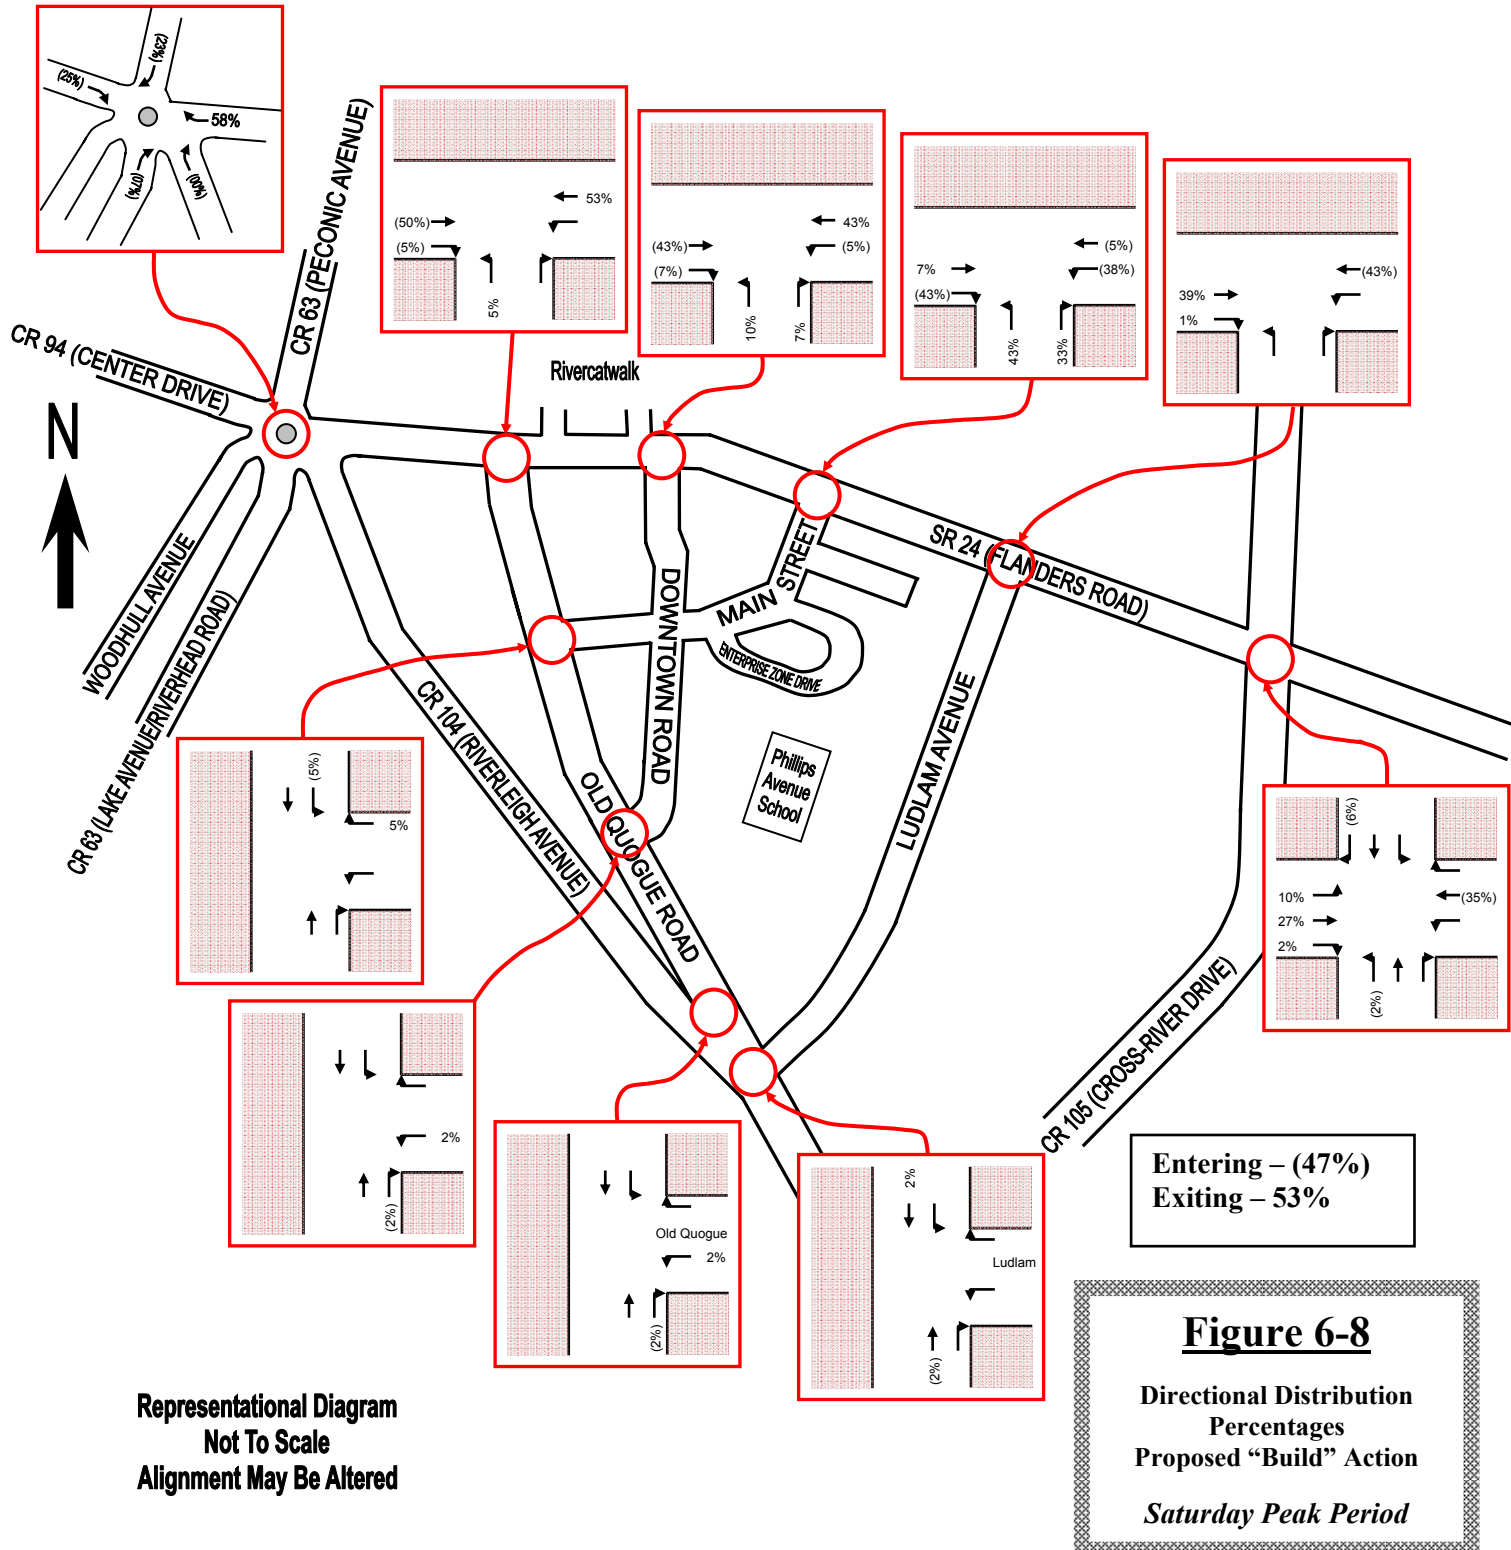 (23%)
(25%)
58%
(07%)
(00%)
53%
(50%)
(5%)
5%
43%
(43%)
(5%)
(7%)
10%
7%
(5%)
7%
(38%)
(43%)
43%
33%
(43%)
39%
1%
CR 63 (PECONIC AVENUE)
CR 94 (CENTER DRIVE)
Rivercatwalk
N
SR 24 (FLANDERS ROAD)
WOODHULL AVENUE
CR 63 (LAKE AVENUE/RIVERHEAD ROAD)
CR 104 (RIVERLEIGH AVENUE)
OLD QUOGUE ROAD
DOWNTOWN ROAD
MAIN STREET
ENTERPRISE ZONE DRIVE
Phillips
Avenue
School
LUDLAM AVENUE
CR 105 (CROSS-RIVER DRIVE)
(5%)
5%
(6%)
10%
(35%)
27%
2%
(2%)
2%
(2%)
Old Quogue
2%
(2%)
2%
Ludlam
(2%)
Entering – (47%)
Exiting – 53%
Representational Diagram
Not To Scale
Alignment May Be Altered
Figure 6-8
Directional Distribution
Percentages
Proposed “Build” Action
Saturday Peak Period